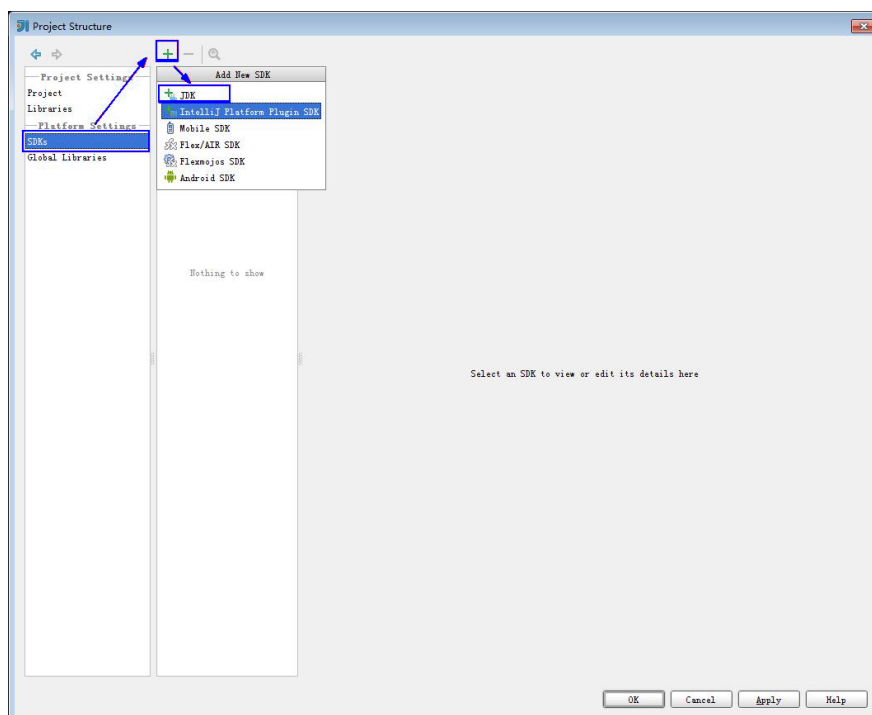 Project Structure
Project Settings
Project
Libraries
Platform Settings
SDKs
Global Libraries
Add New SDK
JDK
IntelliJ Platform Plugin SDK
Mobile SDK
Flex/AIR SDK
Flexmojos SDK
Android SDK
Nothing to show
Select an SDK to view or edit its details here
OK Cancel Apply Help